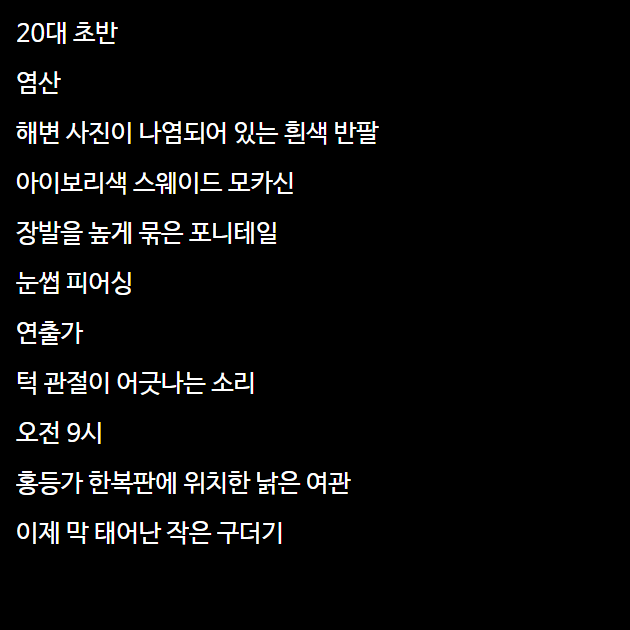 20대 초반
염산
해변 사진이 나염되어 있는 흰색 반팔
아이보리색 스웨이드 모카신
장발을 높게 묶은 포니테일
눈썹 피어싱
연출가
턱 관절이 어긋나는 소리
오전 9시
홍등가 한복판에 위치한 낡은 여관
이제 막 태어난 작은 구더기